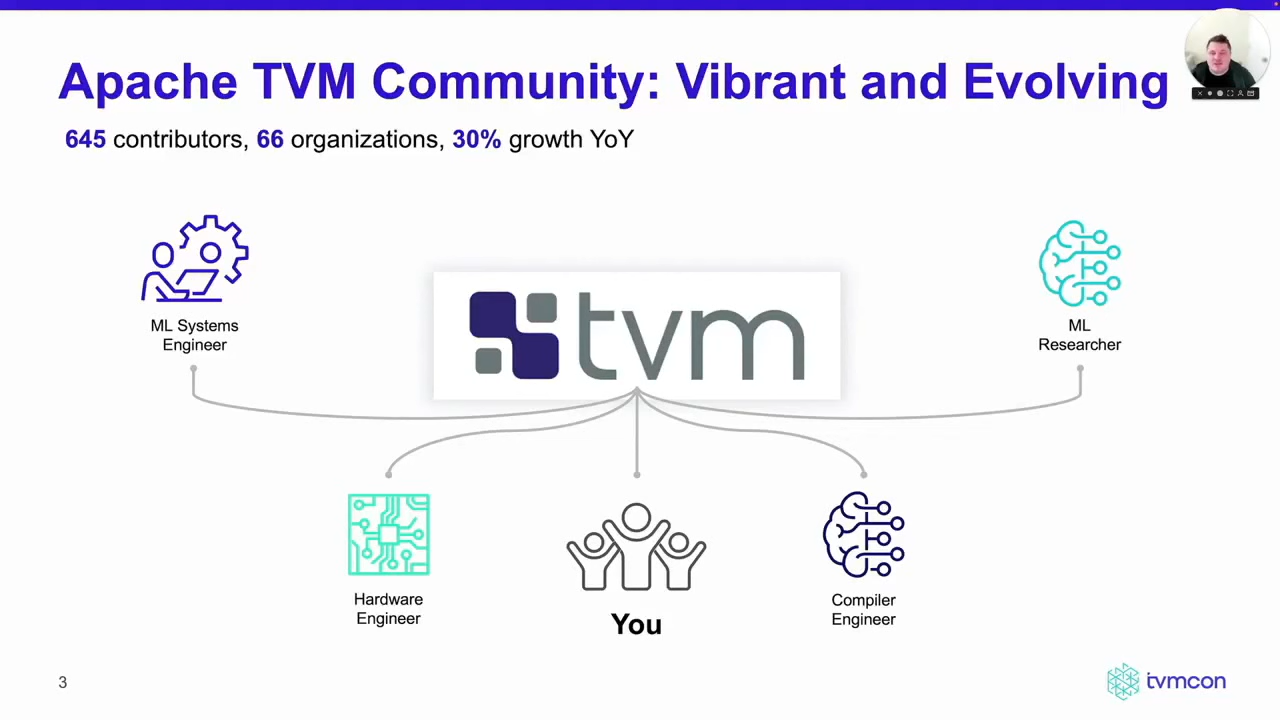 Apache TVM Community: Vibrant and Evolving
645 contributors, 66 organizations, 30% growth YoY
ML Systems
Engineer
tvm
ML
Researcher
Hardware
Engineer
You
Compiler
Engineer
3
tvmcon